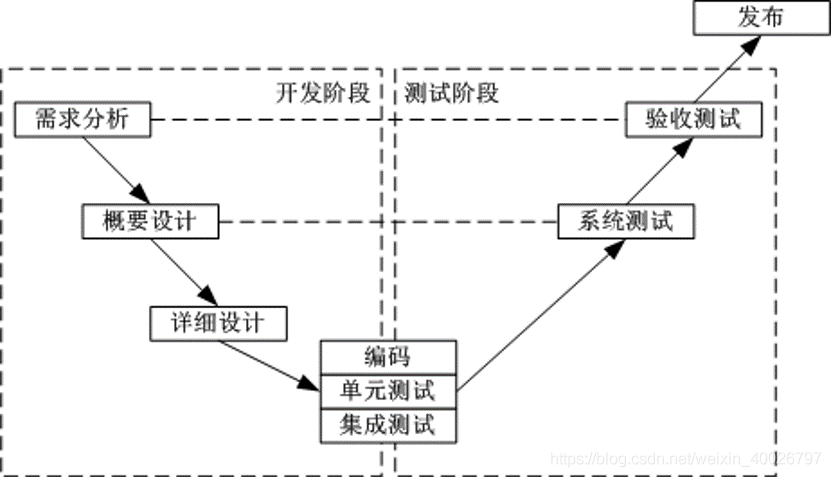 发布
开发阶段
测试阶段
需求分析
验收测试
概要设计
系统测试
详细设计
编码
单元测试
集成测试
https://blog.csdn.net/weixin_40026797